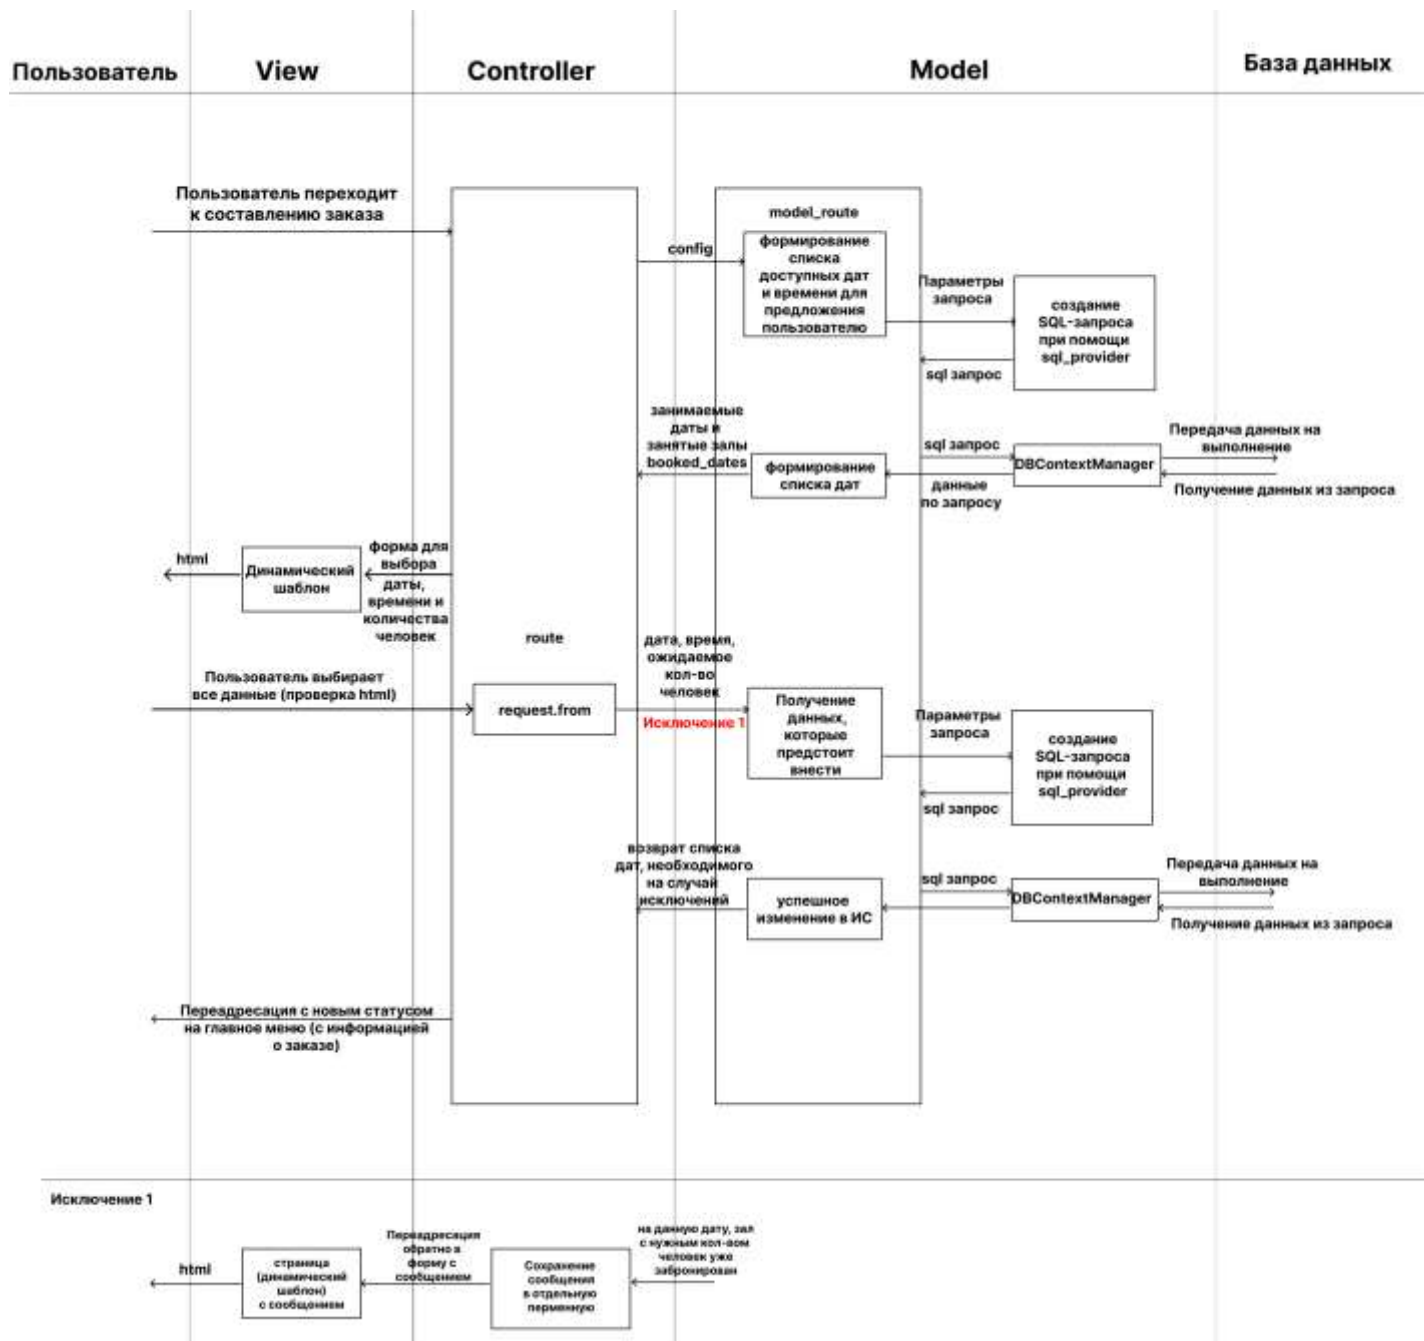 Пользователь
View
Controller
Model
База данных
Пользователь переходит
к составлению заказа
config
model_route
формирование
списка
доступных дат
и времени для
предложения
пользователю
Параметры
запроса
создание
SQL-запроса
при помощи
sql_provider
sql запрос
занимаемые
даты и
занятые залы
booked_dates
формирование
списка дат
sql запрос
данные
по запросу
DBContextManager
Передача данных на
выполнение
Получение данных из запроса
html
Динамический
шаблон
форма для
выбора
даты,
времени и
количества
человек
route
Пользователь выбирает
все данные (проверка html)
request.from
дата, время,
ожидаемое
кол-во
человек
Исключение 1
Получение
данных,
которые
предстоит
внести
Параметры
запроса
создание
SQL-запроса
при помощи
sql_provider
sql запрос
возврат списка
дат, необходимого
на случай
исключений
успешное
изменение в ИС
sql запрос
DBContextManager
Передача данных на
выполнение
Получение данных из запроса
Переадресация с новым статусом
на главное меню (с информацией
о заказе)
Исключение 1
html
страница
(динамический
шаблон)
с сообщением
Переадресация
обратно в
форму с
сообщением
Сохранение
сообщения
в отдельную
перменную
на данную дату, зал
с нужным кол-вом
человек уже
забронирован